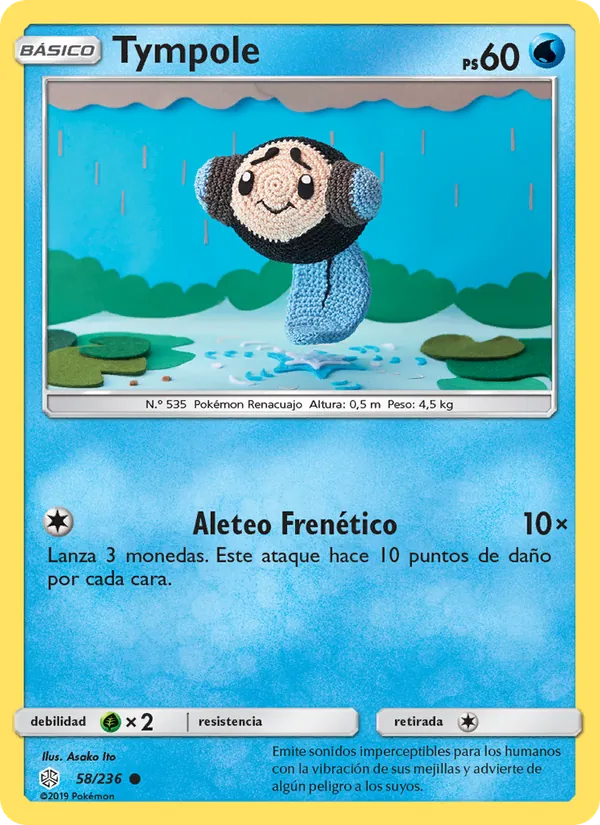 BÁSICO Tympole PS60
N.º 535 Pokémon Renacuajo Altura: 0,5 m Peso: 4,5 kg
Aleteo Frenético 10×
Lanza 3 monedas. Este ataque hace 10 puntos de daño
por cada cara.
debilidad ×2 resistencia retirada
Ilus. Asako Ito
58/236
©2019 Pokémon
Emite sonidos imperceptibles para los humanos
con la vibración de sus mejillas y advierte de
algún peligro a los suyos.